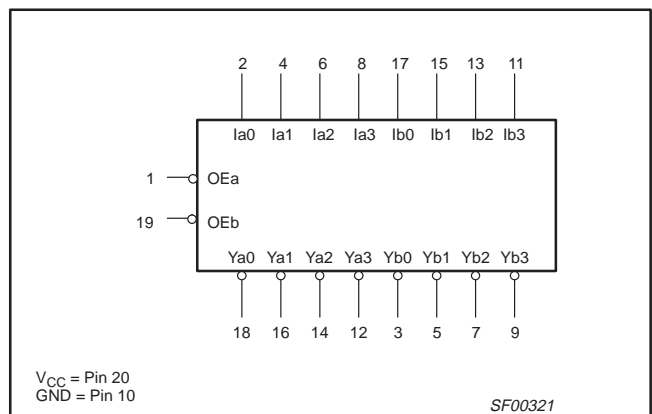 2 4 6 8 17 15 13 11
Ia0 Ia1 Ia2 Ia3 Ib0 Ib1 Ib2 Ib3
1 OEa
19 OEb
Ya0 Ya1 Ya2 Ya3 Yb0 Yb1 Yb2 Yb3
18 16 14 12 3 5 7 9
VCC = Pin 20
GND = Pin 10
SF00321